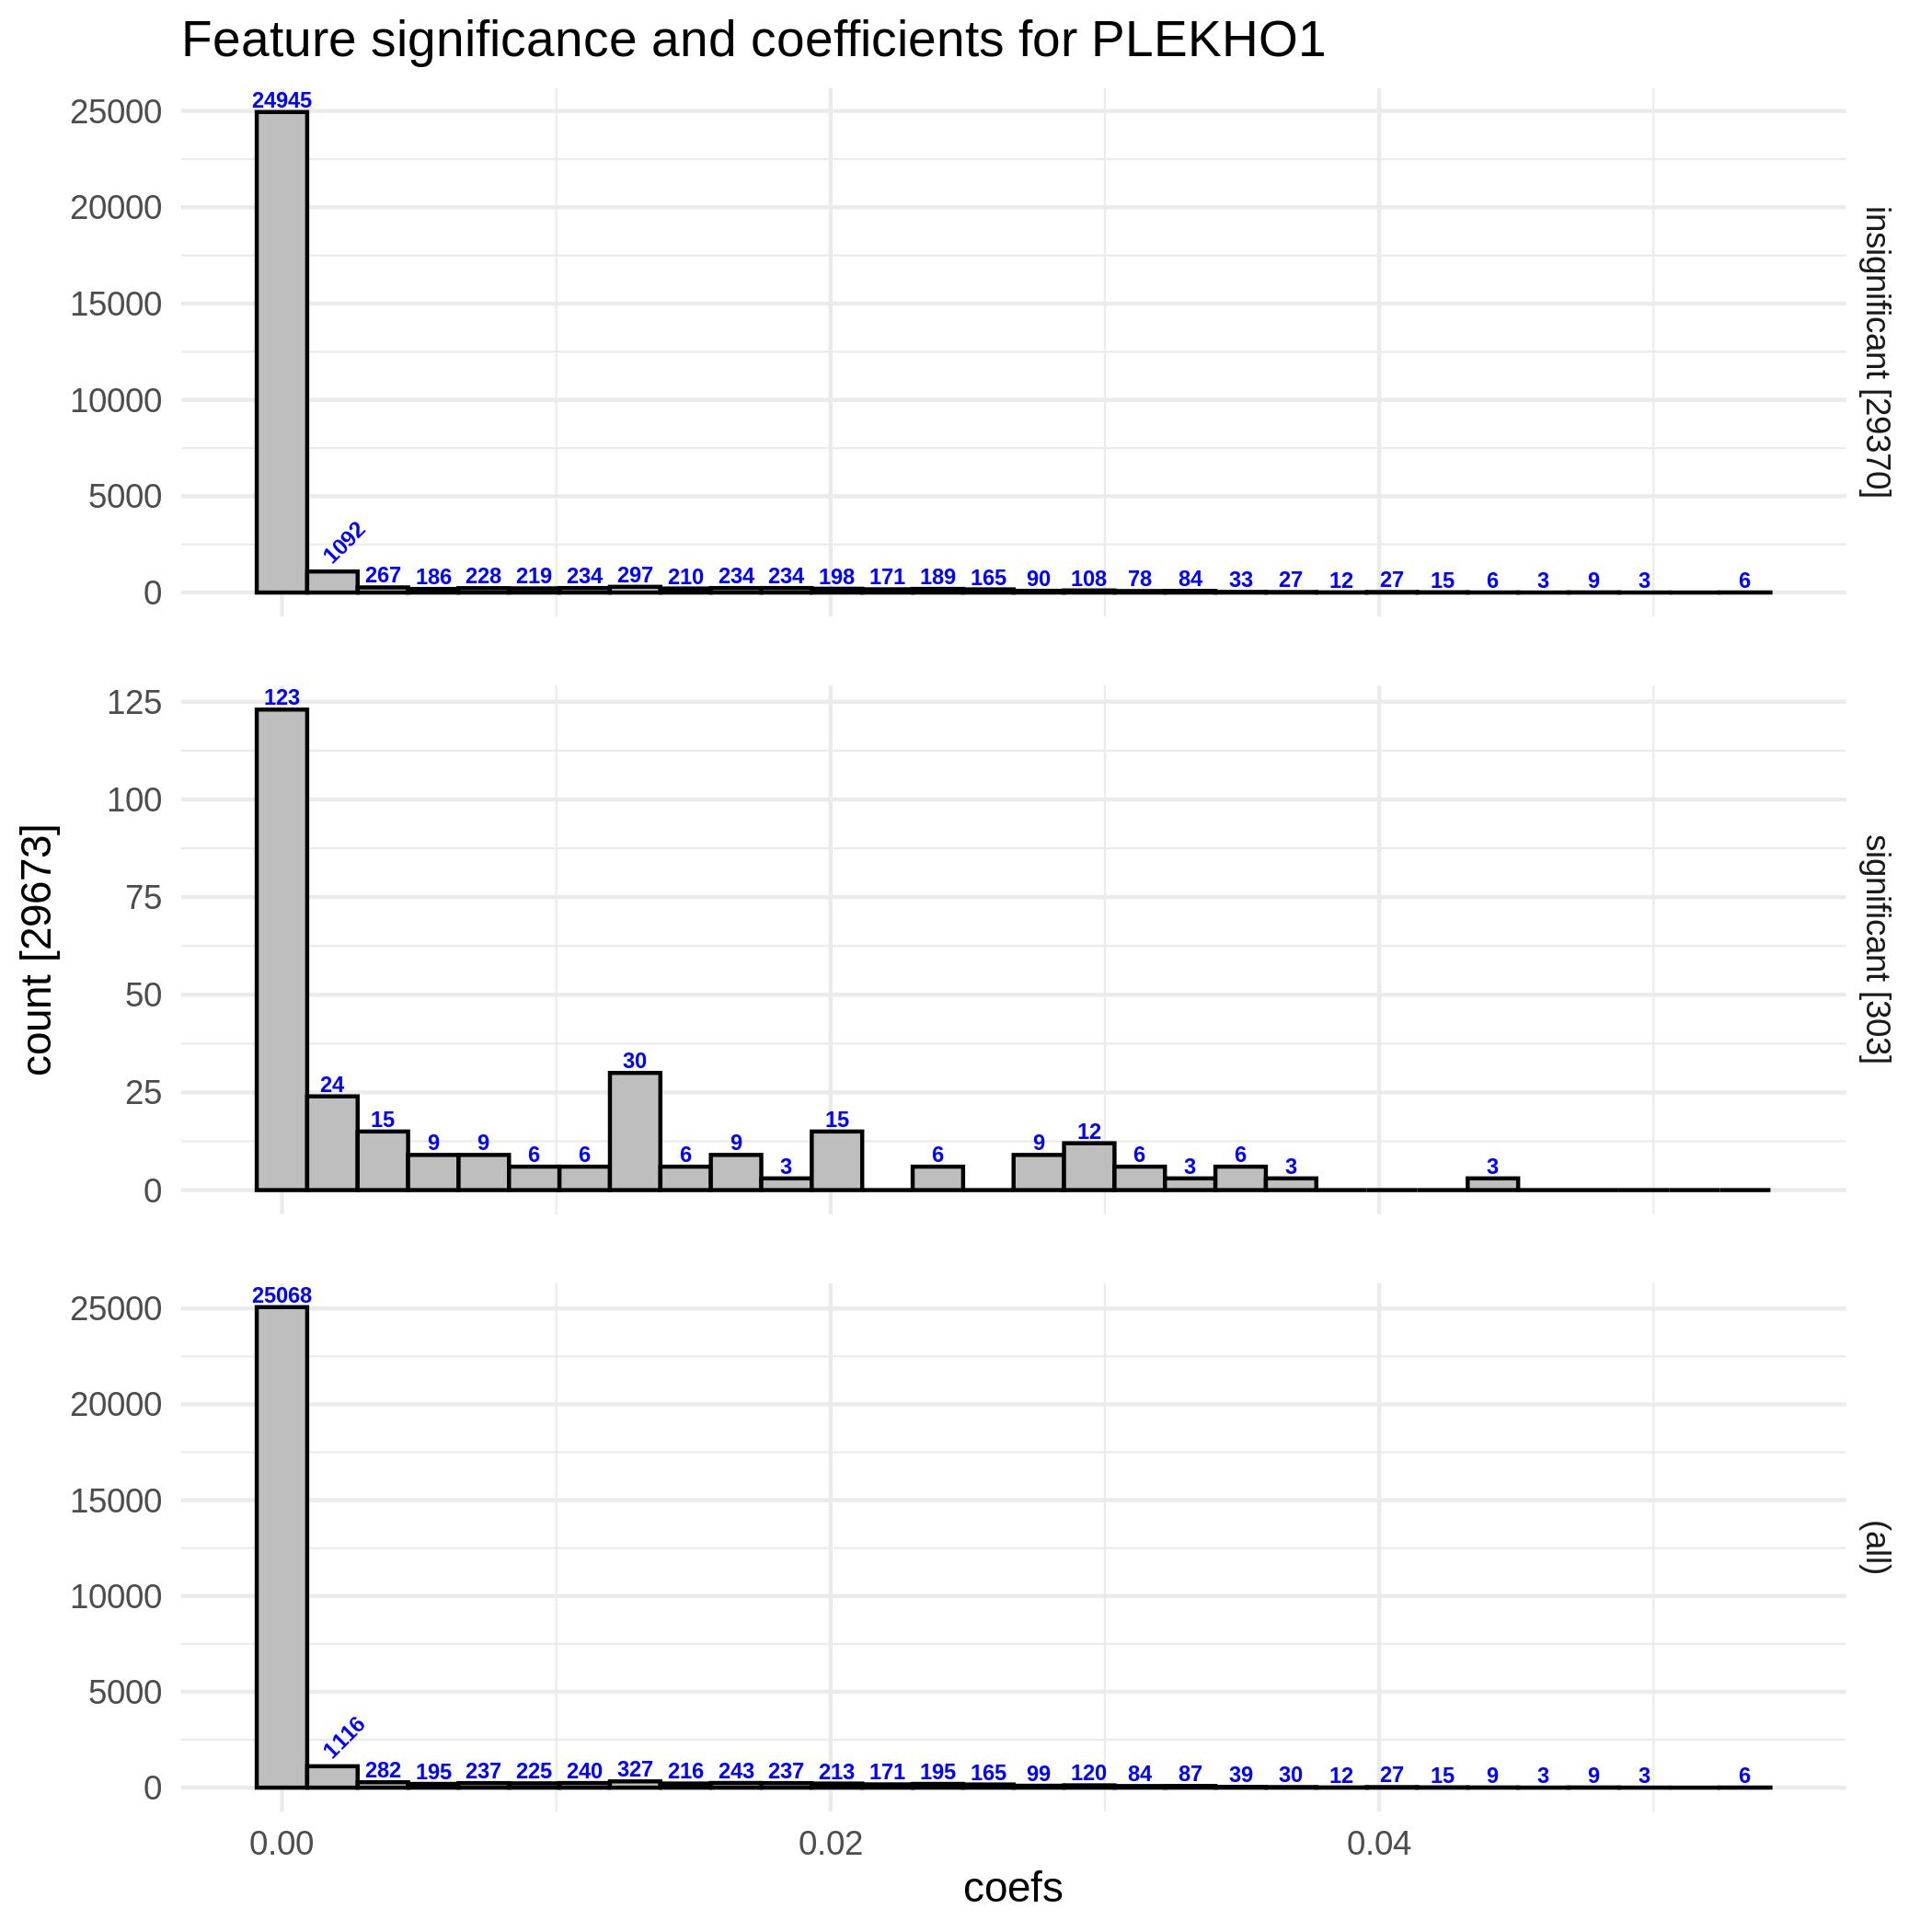 Feature significance and coefficients for PLEKHO1
25000
20000
15000
10000
5000
0
24945
1092
267 186 228 219 234 297 210 234 234 198 171 189 165 90 108 78 84 33 27 12 27 15 6 3 9 3 6
insignificant [29370]
count [29673]
125
100
75
50
25
0
123
24
15
9 9 6 6
30
6 9 3
15
6
9
12
6 3 6 3 3
significant [303]
25000
20000
15000
10000
5000
0
25068
1116
282 195 237 225 240 327 216 243 237 213 171 195 165 99 120 84 87 39 30 12 27 15 9 3 9 3 6
(all)
0.00 0.02 0.04
coefs